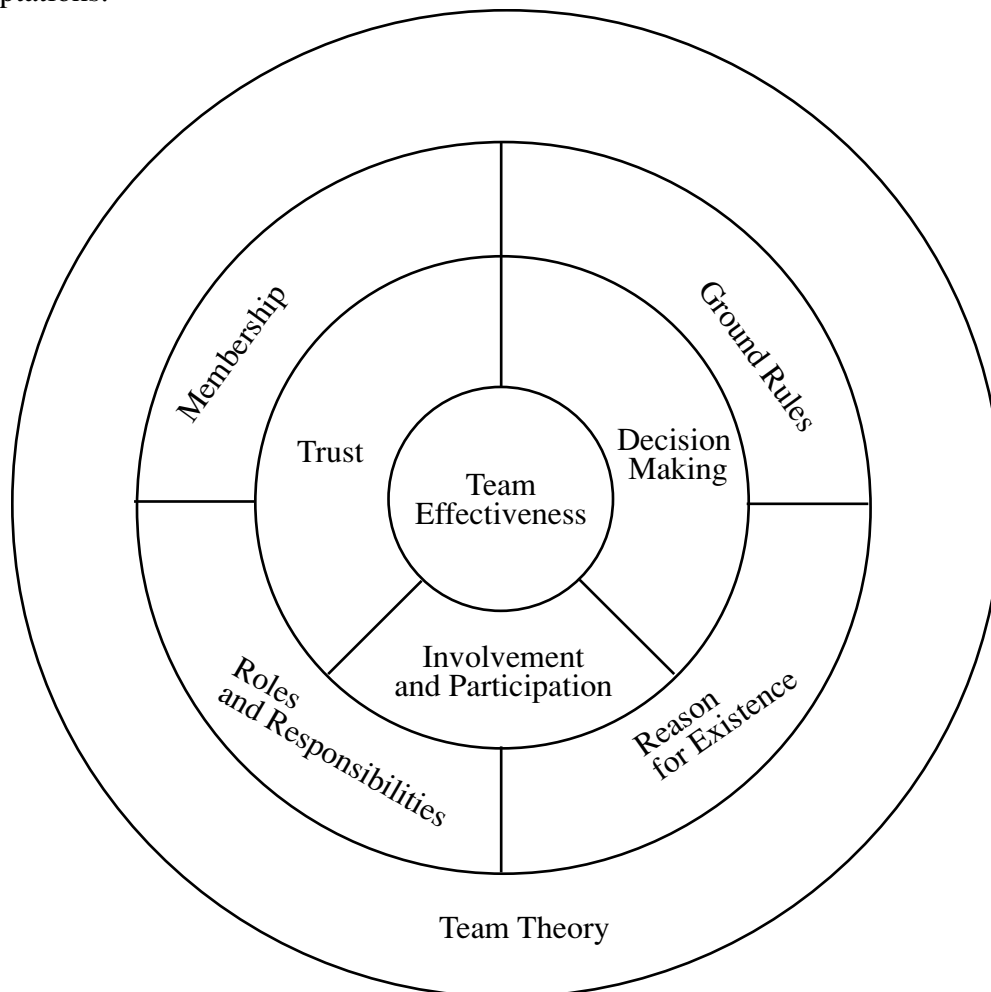 ptations.
Membership
Ground Rules
Trust
Decision
Making
Team
Effectiveness
Involvement
and Participation
Roles
and Responsibilities
Reason
for Existence
Team Theory